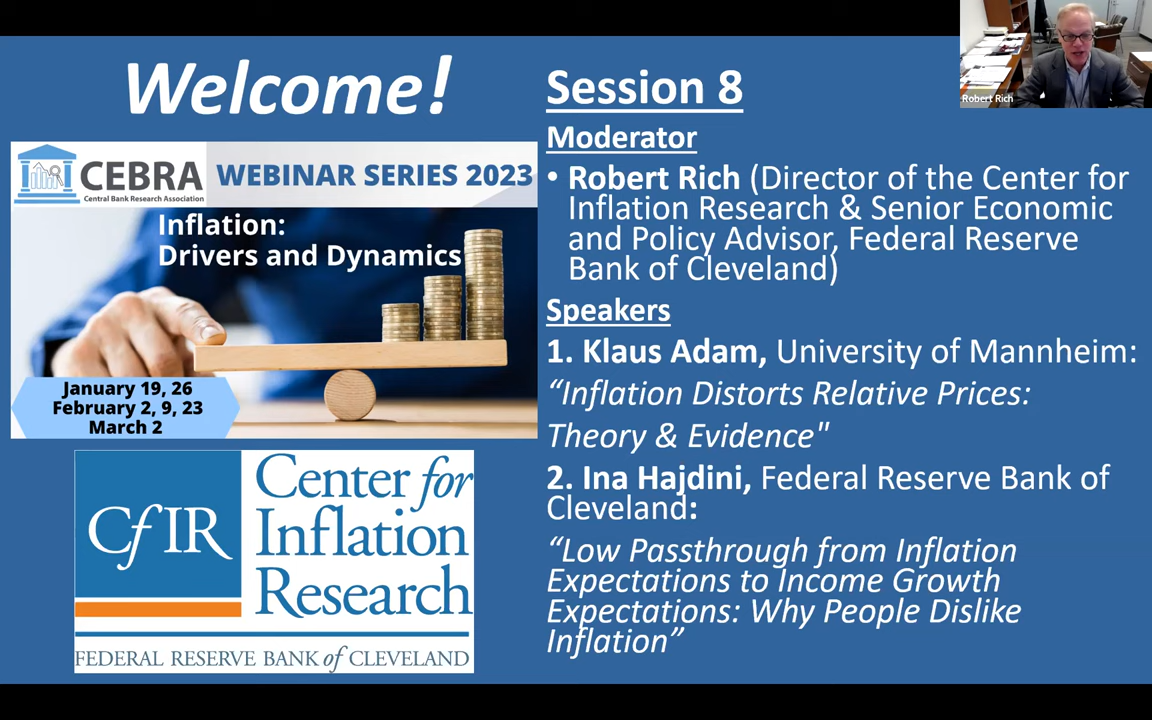 Welcome!
CEBRA
Central Bank Research Association
WEBINAR SERIES 2023
Inflation:
Drivers and Dynamics
January 19, 26
February 2, 9, 23
March 2
CfIR
Center for
Inflation
Research
FEDERAL RESERVE BANK of CLEVELAND
Session 8
Moderator
• Robert Rich (Director of the Center for
Inflation Research & Senior Economic
and Policy Advisor, Federal Reserve
Bank of Cleveland)
Speakers
1. Klaus Adam, University of Mannheim:
“Inflation Distorts Relative Prices:
Theory & Evidence"
2. Ina Hajdini, Federal Reserve Bank of
Cleveland:
“Low Passthrough from Inflation
Expectations to Income Growth
Expectations: Why People Dislike
Inflation”
Robert Rich